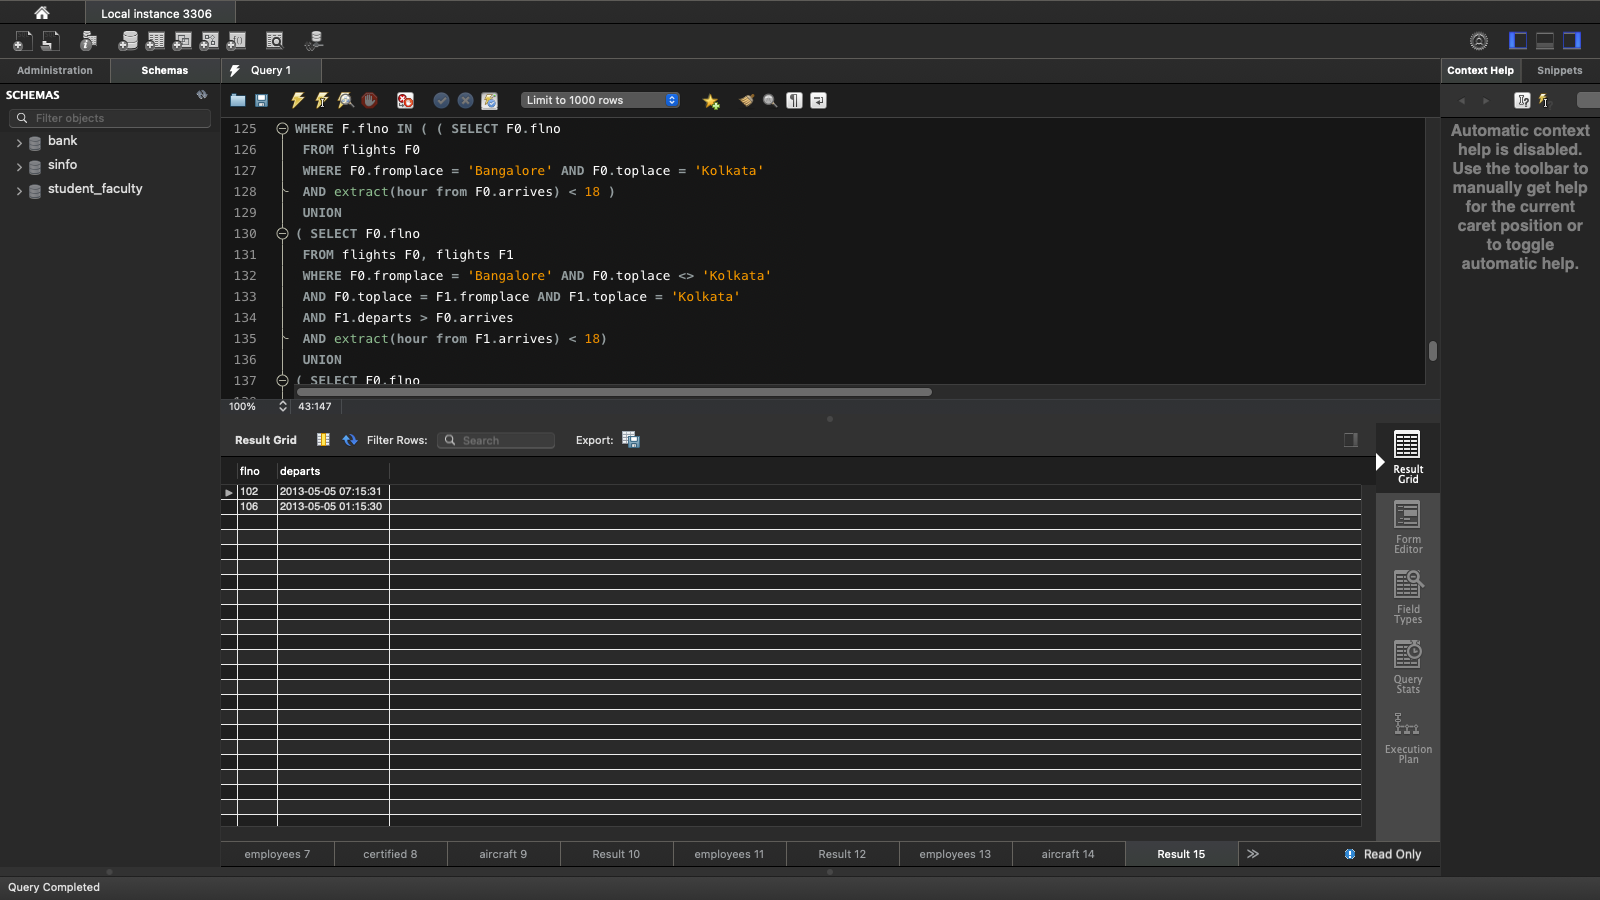 Local instance 3306
Administration
Schemas
Query 1
Context Help
Snippets
SCHEMAS
Filter objects
bank
sinfo
student_faculty
Limit to 1000 rows
125 WHERE F.flno IN ( ( SELECT F0.flno
126 FROM flights F0
127 WHERE F0.fromplace = 'Bangalore' AND F0.toplace = 'Kolkata'
128 AND extract(hour from F0.arrives) < 18 )
129 UNION
130 ( SELECT F0.flno
131 FROM flights F0, flights F1
132 WHERE F0.fromplace = 'Bangalore' AND F0.toplace <> 'Kolkata'
133 AND F0.toplace = F1.fromplace AND F1.toplace = 'Kolkata'
134 AND F1.departs > F0.arrives
135 AND extract(hour from F1.arrives) < 18)
136 UNION
137 ( SELECT F0.flno
100%
43:147
Automatic context
help is disabled.
Use the toolbar to
manually get help
for the current
caret position or
to toggle
automatic help.
Result Grid
Filter Rows:
Search
Export:
flno departs
102 2013-05-05 07:15:31
106 2013-05-05 01:15:30
Result
Grid
Form
Editor
Field
Types
Query
Stats
Execution
Plan
employees 7
certified 8
aircraft 9
Result 10
employees 11
Result 12
employees 13
aircraft 14
Result 15
Read Only
Query Completed